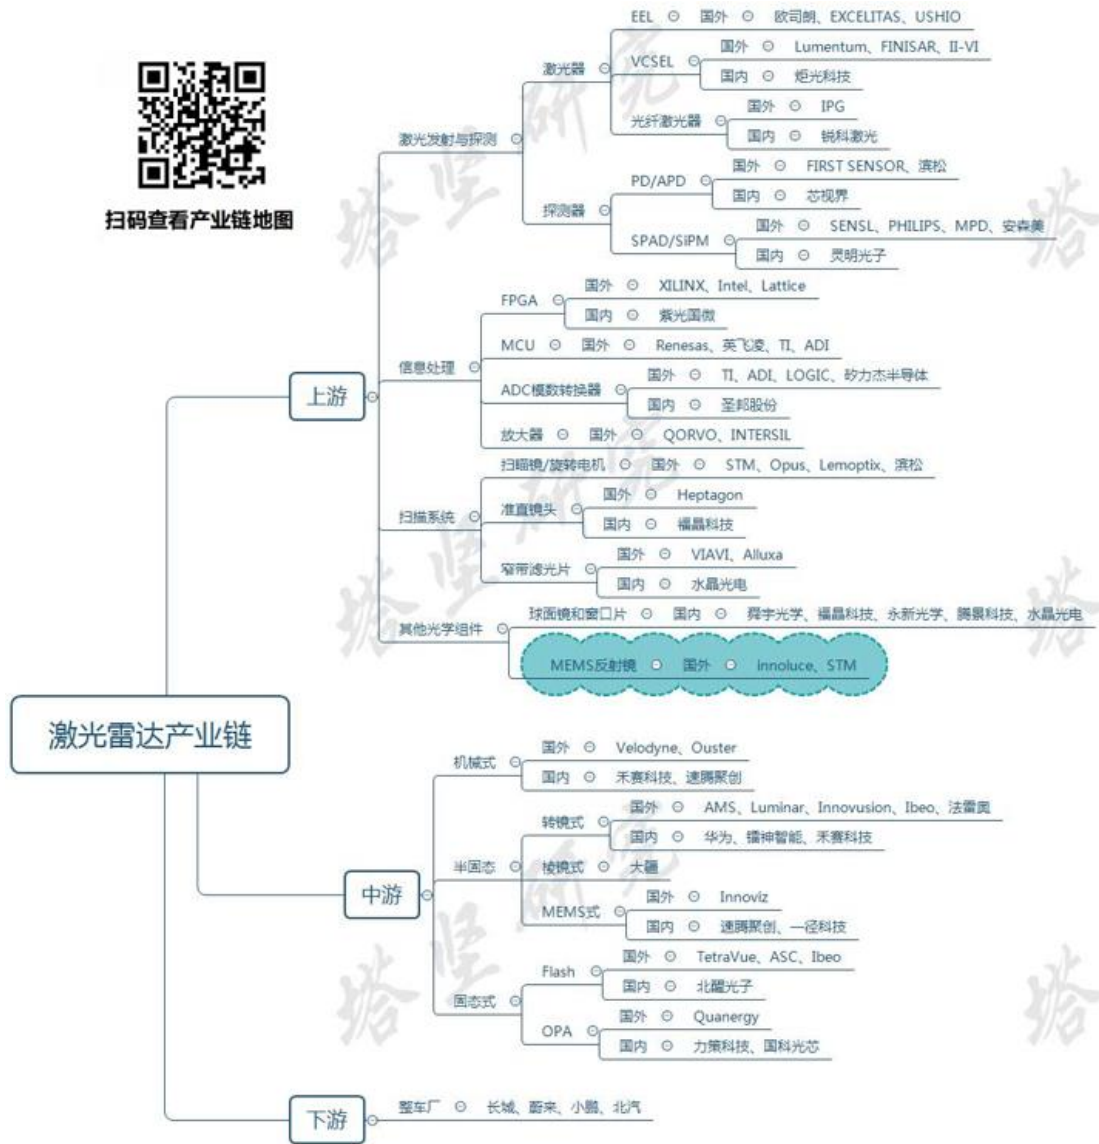 扫码查看产业链地图
激光雷达产业链
上游
激光发射与探测
激光器
EEL 国外 欧司朗、EXCELITAS、USHIO
VCSEL
国外 Lumentum、FINISAR、II-VI
国内 炬光科技
光纤激光器
国外 IPG
国内 锐科激光
探测器
PD/APD
国外 FIRST SENSOR、滨松
国内 芯视界
SPAD/SiPM
国外 SENSL、PHILIPS、MPD、安森美
国内 灵明光子
信息处理
FPGA
国外 XILINX、Intel、Lattice
国内 紫光国微
MCU 国外 Renesas、英飞凌、TI、ADI
ADC模数转换器
国外 TI、ADI、LOGIC、矽力杰半导体
国内 圣邦股份
放大器 国外 QORVO、INTERSIL
扫描系统
扫瞄镜/旋转电机 国外 STM、Opus、Lemoptix、滨松
准直镜头
国外 Heptagon
国内 福晶科技
窄带滤光片
国外 VIAVI、Alluxa
国内 水晶光电
其他光学组件
球面镜和窗口片 国内 舜宇光学、福晶科技、永新光学、腾景科技、水晶光电
MEMS反射镜 国外 innoluce、STM
中游
机械式
国外 Velodyne、Ouster
国内 禾赛科技、速腾聚创
半固态
转镜式
国外 AMS、Luminar、Innovusion、Ibeo、法雷奥
国内 华为、镭神智能、禾赛科技
棱镜式 大疆
MEMS式
国外 Innoviz
国内 速腾聚创、一径科技
固态式
Flash
国外 TetraVue、ASC、Ibeo
国内 北醒光子
OPA
国外 Quanergy
国内 力策科技、国科光芯
下游
整车厂 长城、蔚来、小鹏、北汽
塔坚研究
塔坚研究
塔坚研究
塔
塔
塔